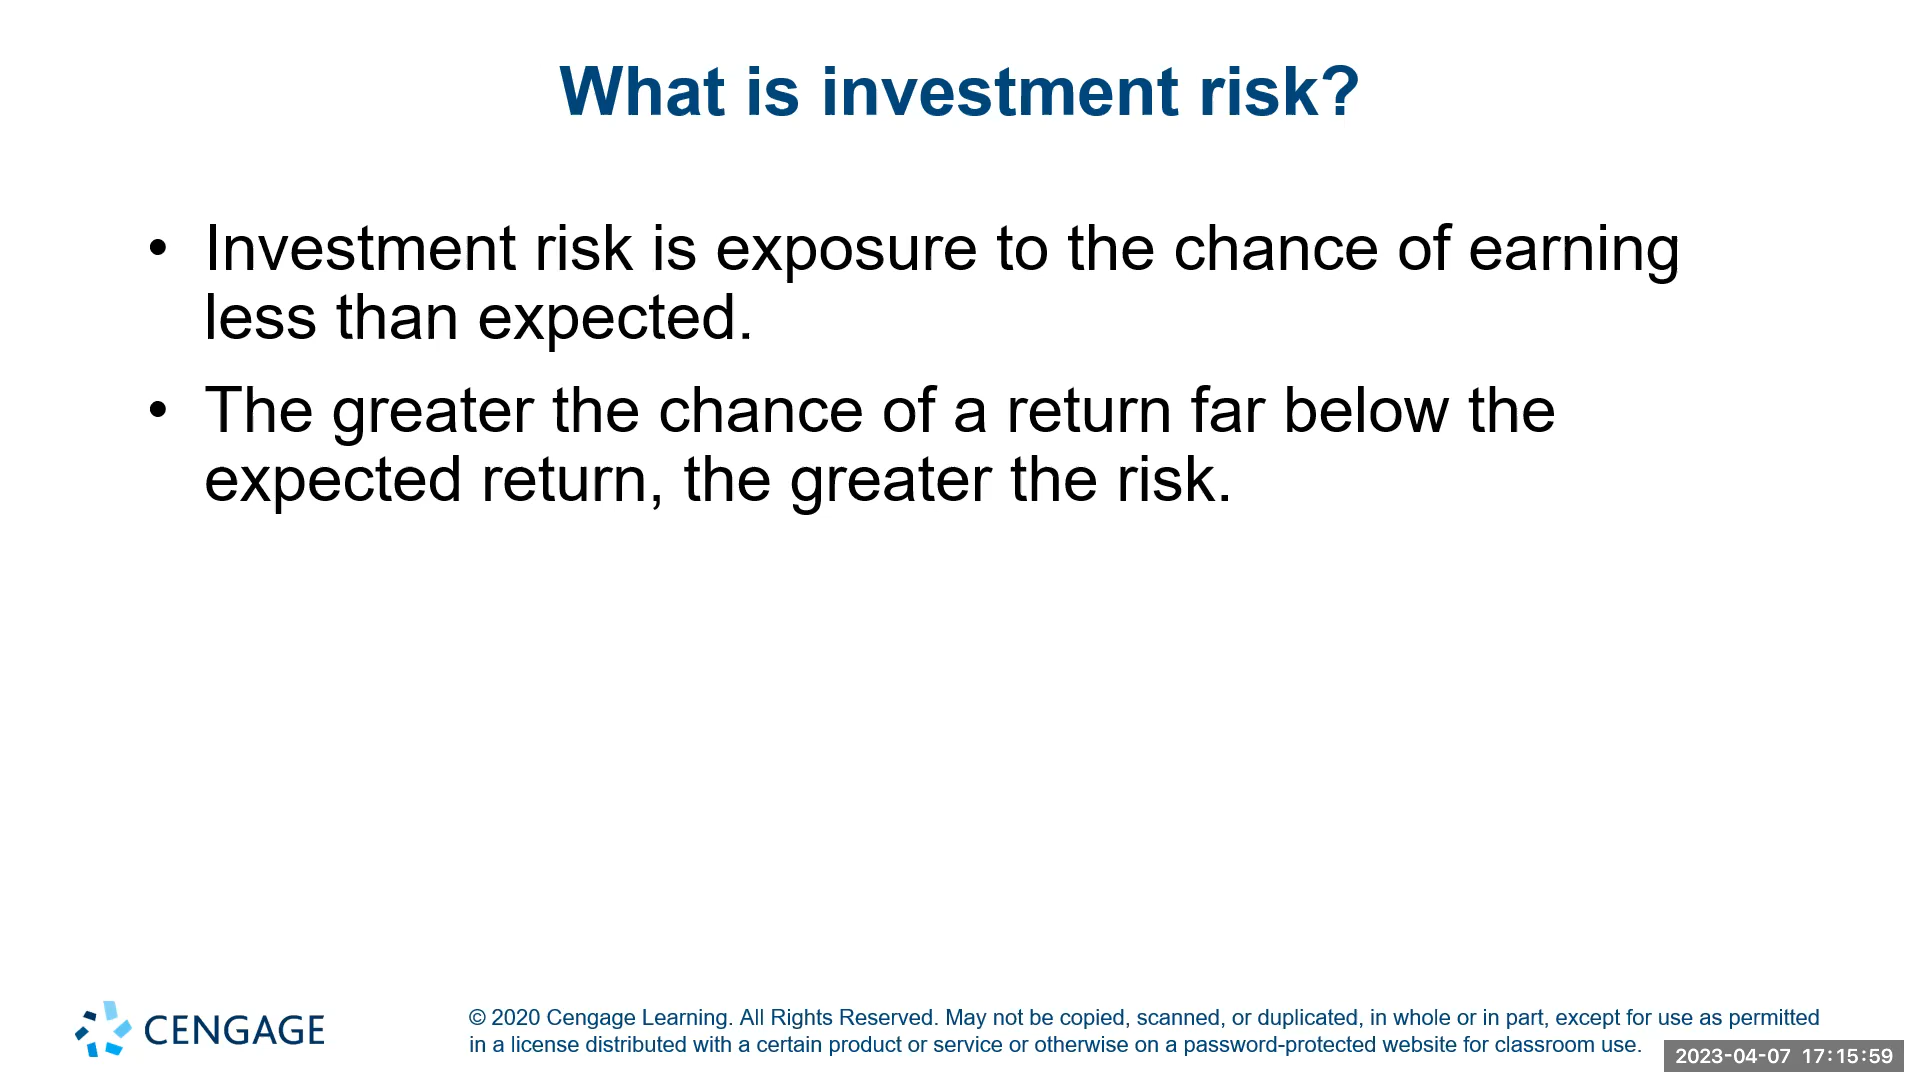 What is investment risk?
• Investment risk is exposure to the chance of earning
less than expected.
• The greater the chance of a return far below the
expected return, the greater the risk.
CENGAGE
© 2020 Cengage Learning. All Rights Reserved. May not be copied, scanned, or duplicated, in whole or in part, except for use as permitted
in a license distributed with a certain product or service or otherwise on a password-protected website for classroom use.
2023-04-07 17:15:59